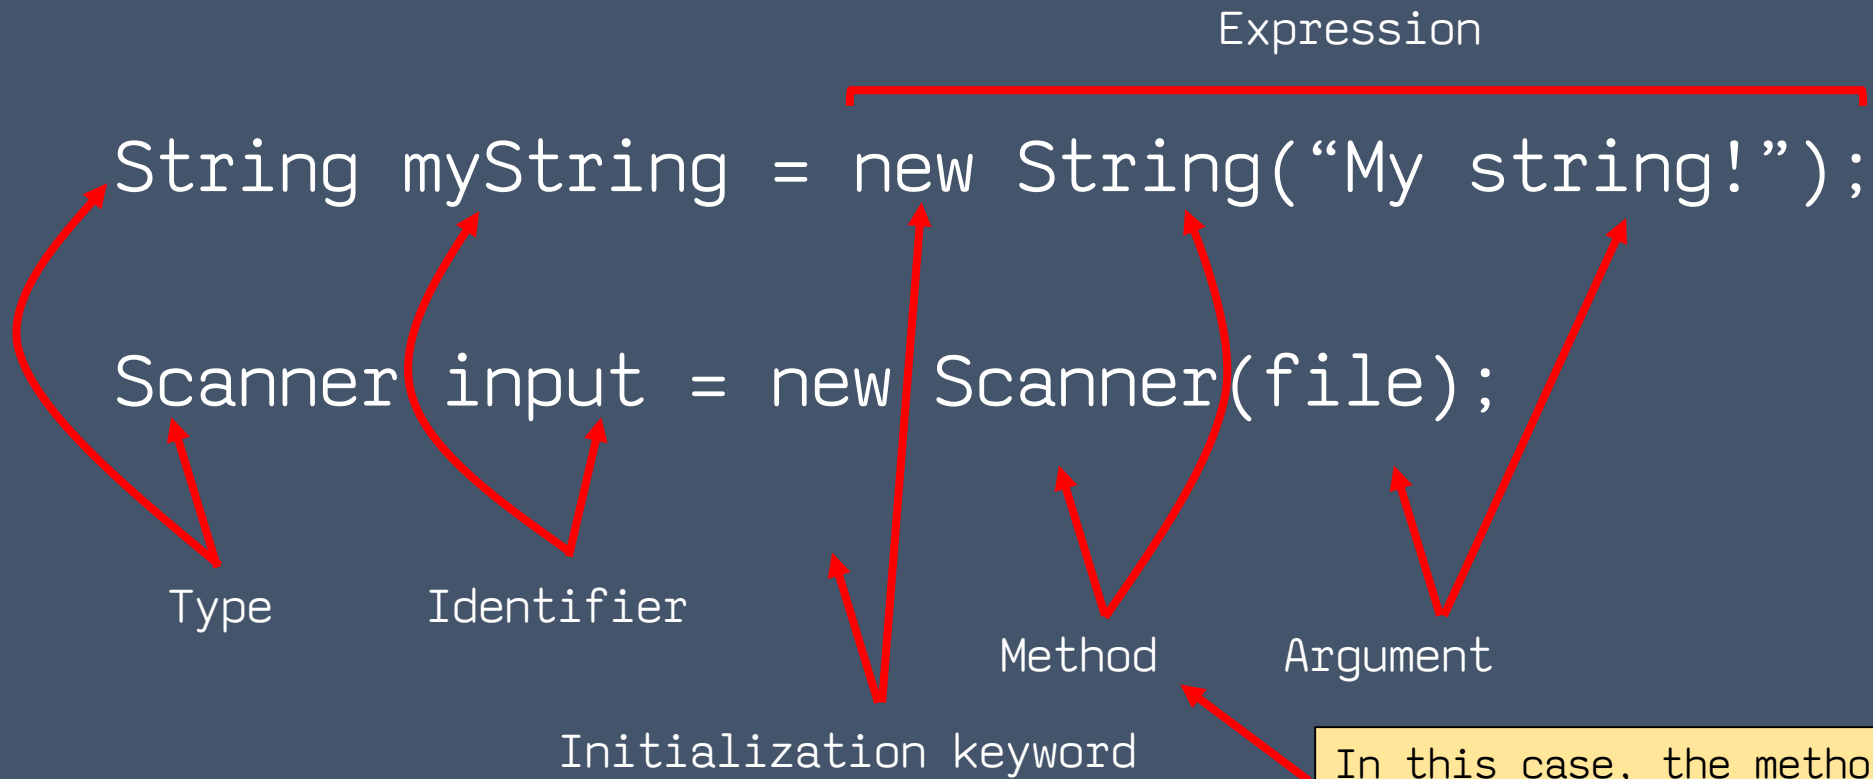 Expression
String myString = new String(“My string!”);
Scanner input = new Scanner(file);
Type
Identifier
Method
Argument
Initialization keyword
In this case, the